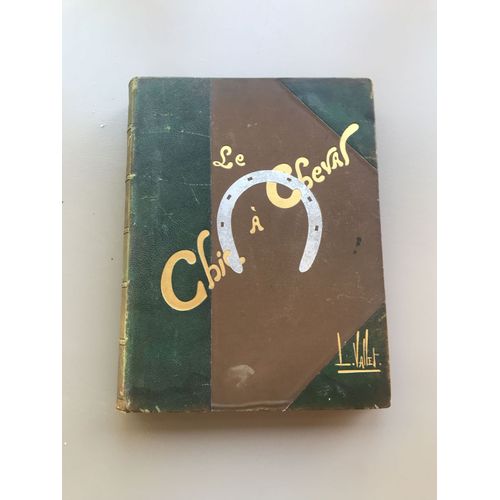 Le
Chic à Cheval
L. Vallet.